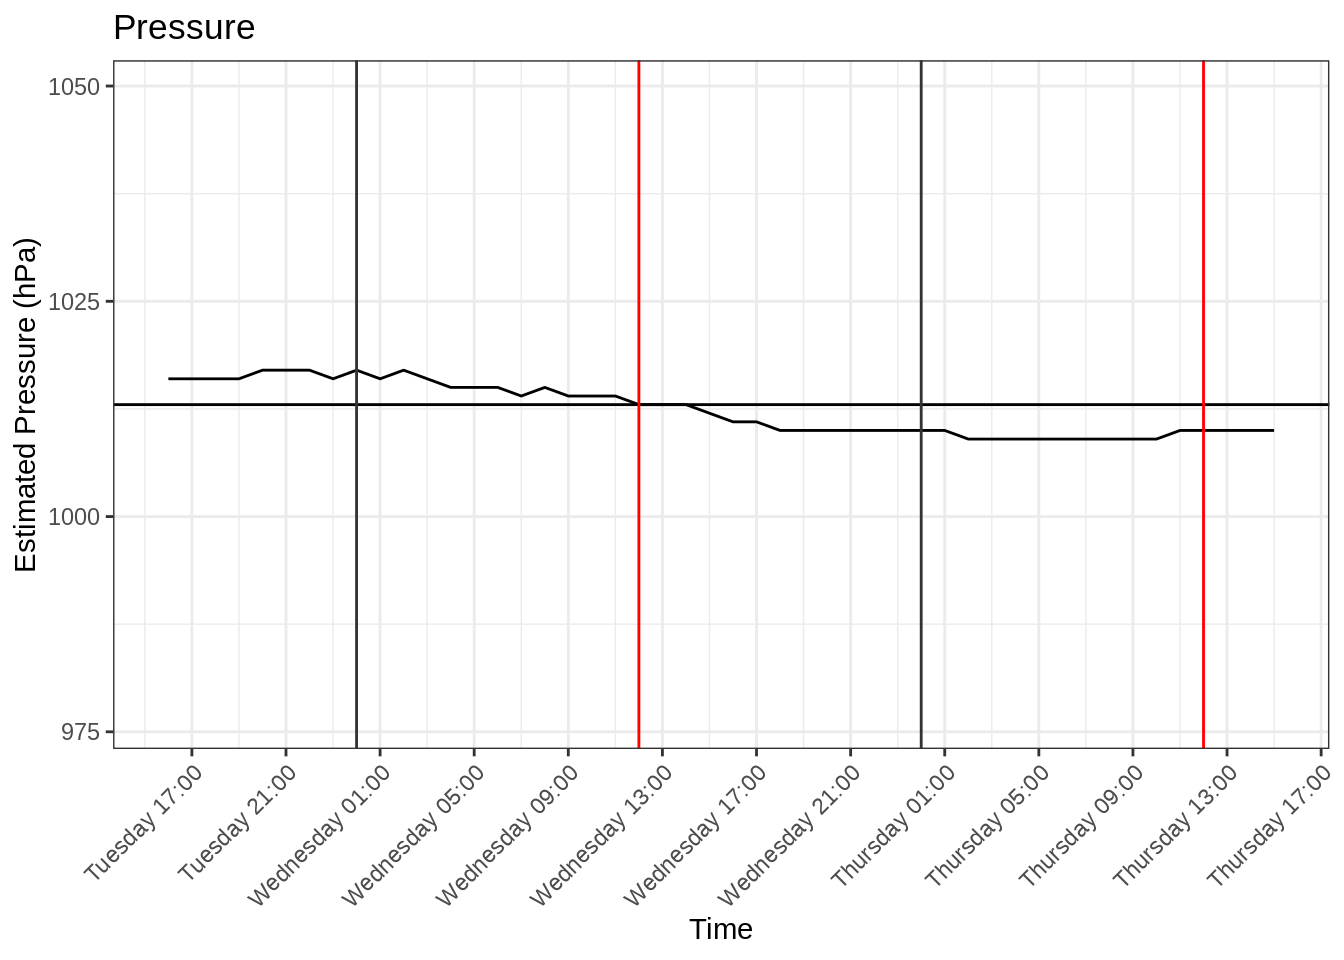 Pressure
1050
1025
1000
975
Estimated Pressure (hPa)
Tuesday 17:00
Tuesday 21:00
Wednesday 01:00
Wednesday 05:00
Wednesday 09:00
Wednesday 13:00
Wednesday 17:00
Wednesday 21:00
Thursday 01:00
Thursday 05:00
Thursday 09:00
Thursday 13:00
Thursday 17:00
Time